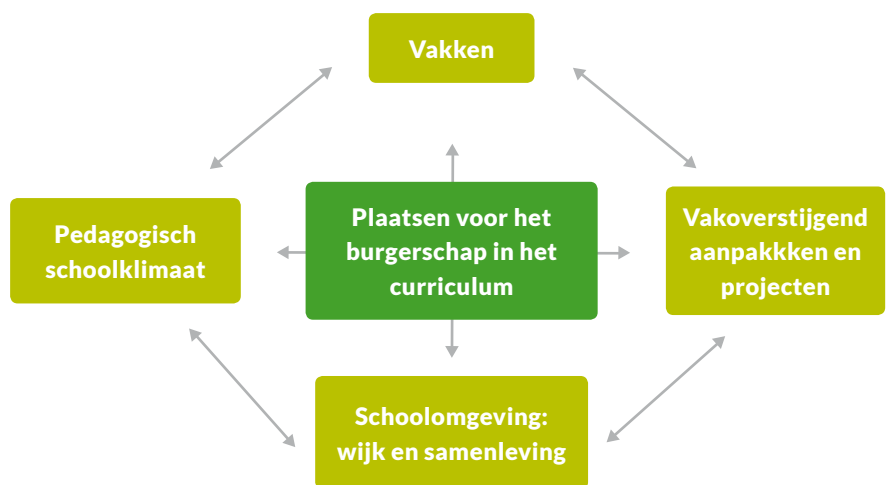 Vakken
Pedagogisch
schoolklimaat
Plaatsen voor het
burgerschap in het
curriculum
Vakoverstijgend
aanpakkken en
projecten
Schoolomgeving:
wijk en samenleving